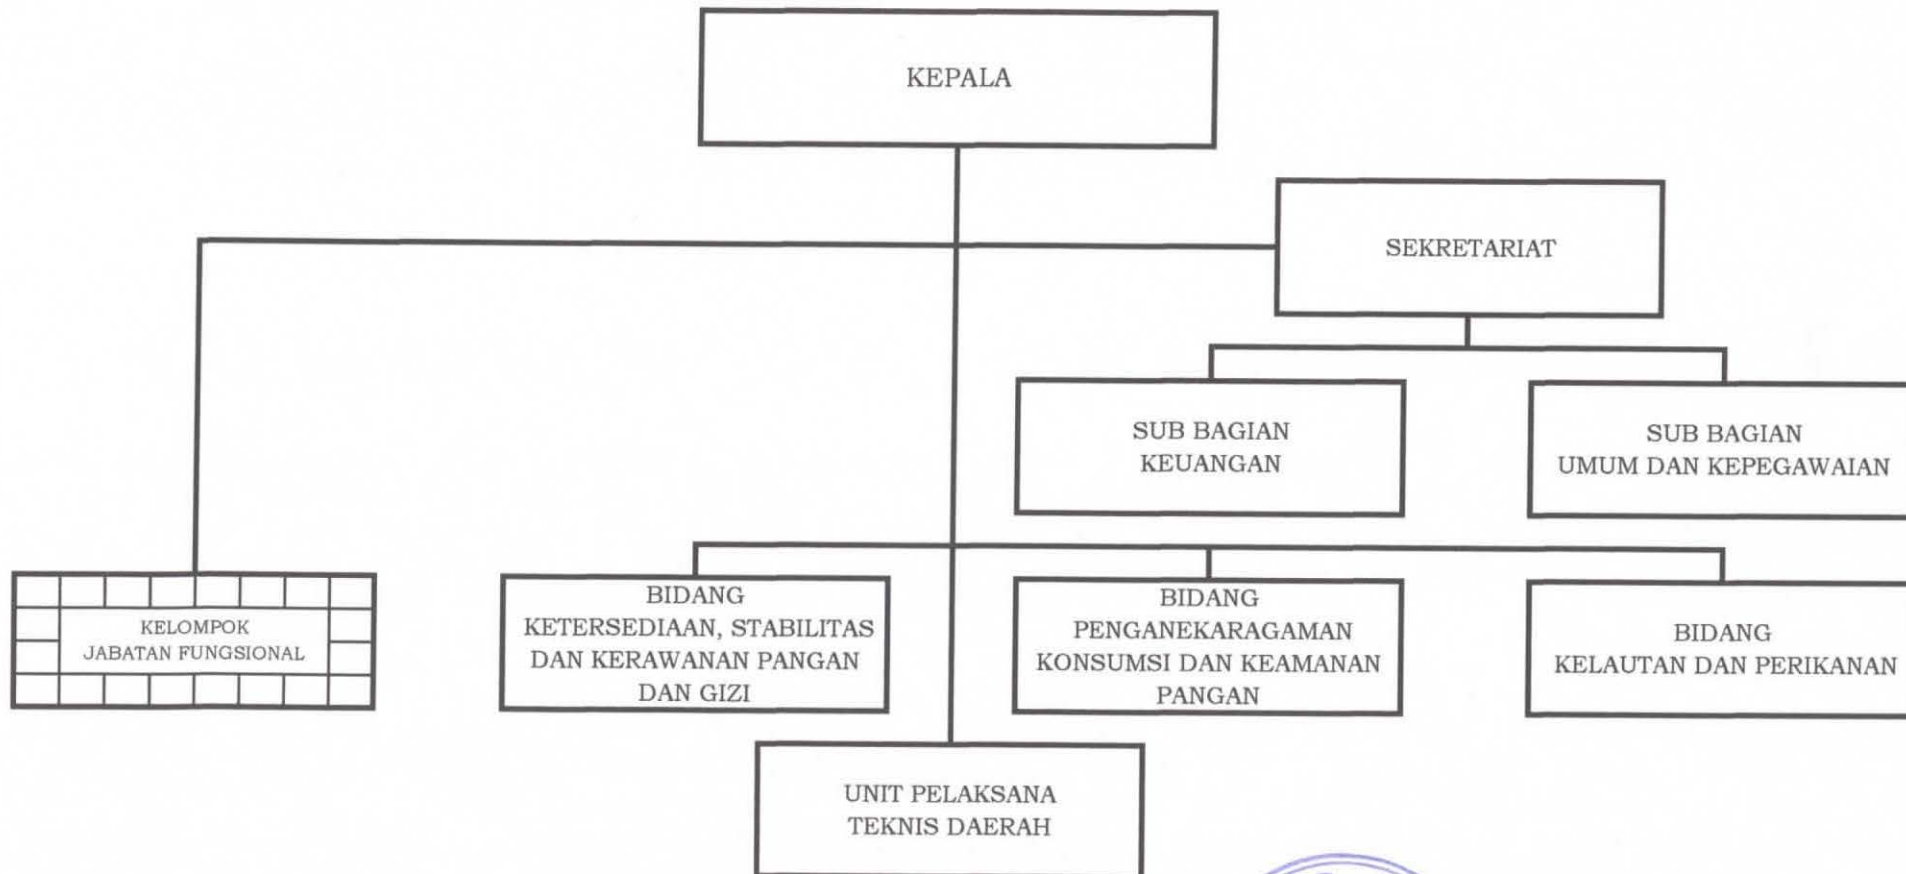 KEPALA
SEKRETARIAT
SUB BAGIAN
KEUANGAN
SUB BAGIAN
UMUM DAN KEPEGAWAIAN
KELOMPOK
JABATAN FUNGSIONAL
BIDANG
KETERSEDIAAN, STABILITAS
DAN KERAWANAN PANGAN
DAN GIZI
BIDANG
PENGANEKARAGAMAN
KONSUMSI DAN KEAMANAN
PANGAN
BIDANG
KELAUTAN DAN PERIKANAN
UNIT PELAKSANA
TEKNIS DAERAH